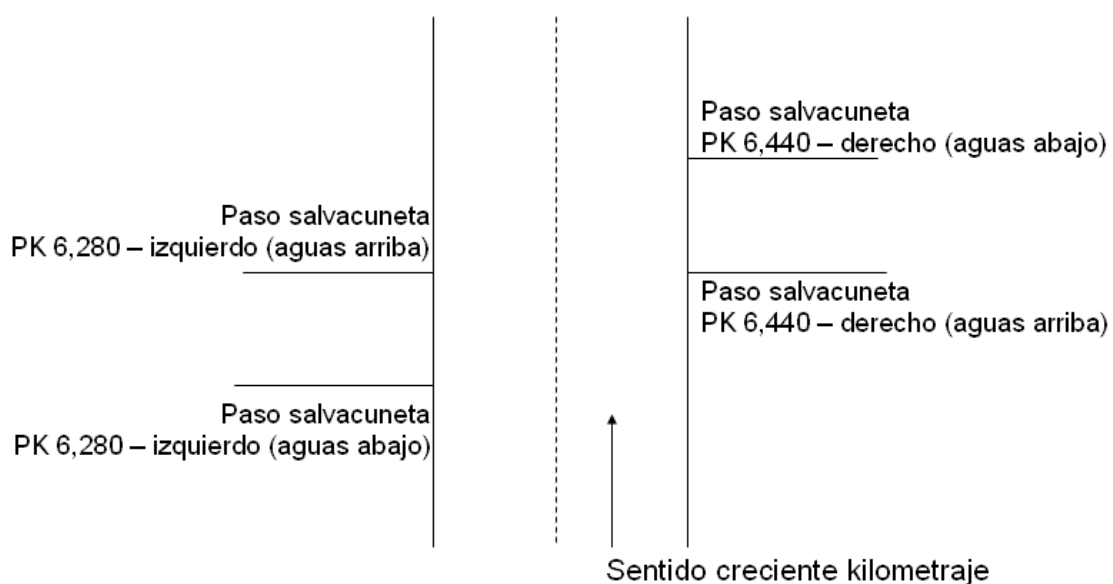 Paso salvacuneta
PK 6,440 – derecho (aguas abajo)
Paso salvacuneta
PK 6,280 – izquierdo (aguas arriba)
Paso salvacuneta
PK 6,440 – derecho (aguas arriba)
Paso salvacuneta
PK 6,280 – izquierdo (aguas abajo)
Sentido creciente kilometraje